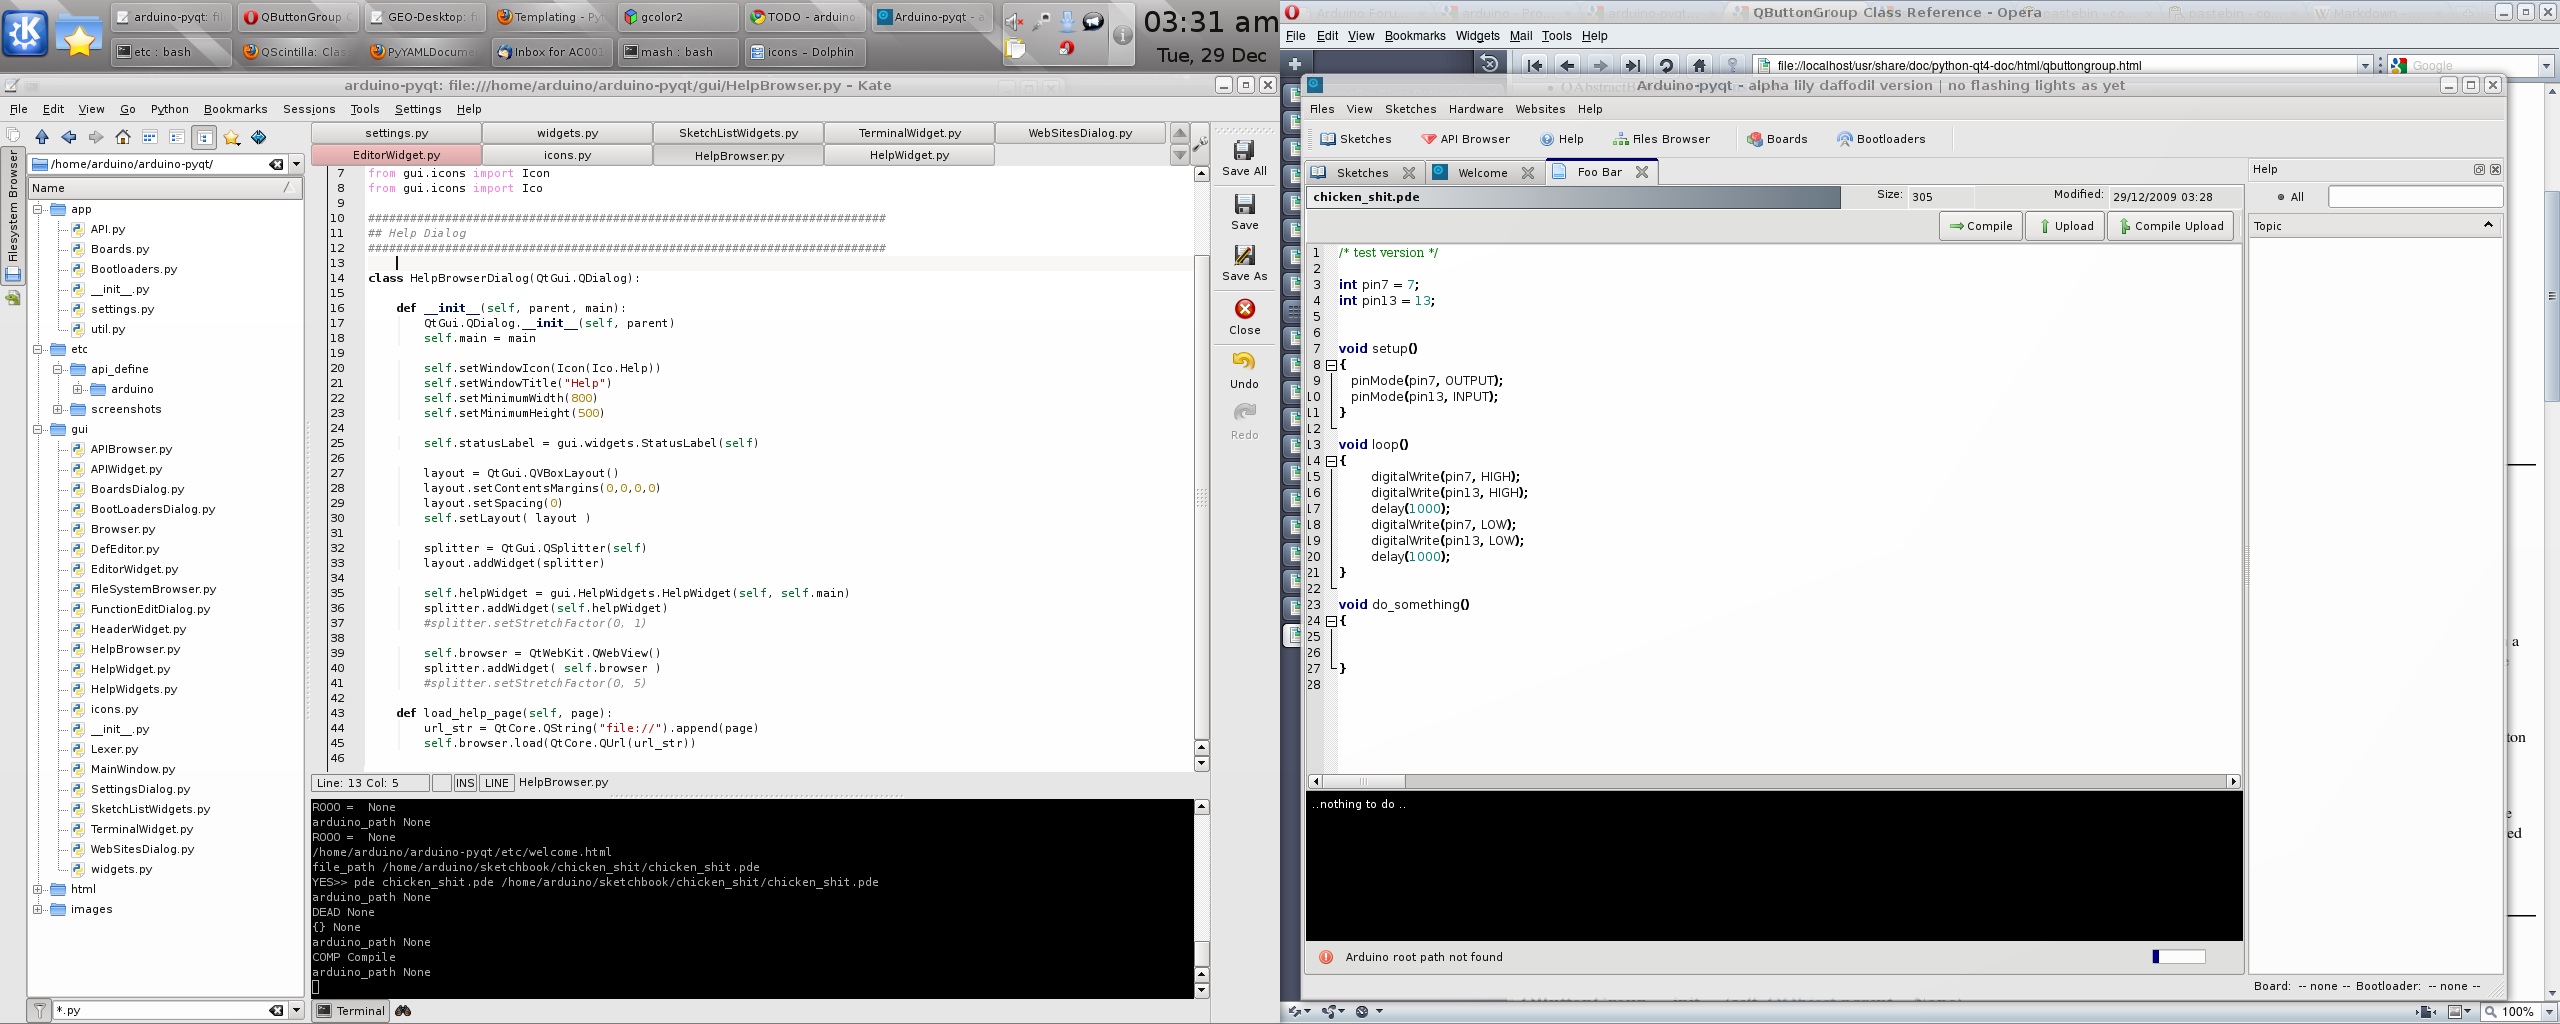 arduino-pyqt: fi
QButtonGroup C
GEO-Desktop: f
Templating - Pyt
gcolor2
TODO - arduino
Arduino-pyqt - a
etc : bash
QScintilla: Clas
PyYAMLDocume
Inbox for AC001
mash : bash
icons – Dolphin
03:31 am
Tue, 29 Dec
arduino-pyqt: file:///home/arduino/arduino-pyqt/gui/HelpBrowser.py – Kate
File Edit View Go Python Bookmarks Sessions Tools Settings Help
settings.py widgets.py SketchListWidgets.py TerminalWidget.py WebSitesDialog.py
EditorWidget.py icons.py HelpBrowser.py HelpWidget.py
Filesystem Browser
/home/arduino/arduino-pyqt/
Name
app
API.py
Boards.py
Bootloaders.py
__init__.py
settings.py
util.py
etc
api_define
arduino
screenshots
gui
APIBrowser.py
APIWidget.py
BoardsDialog.py
BootLoadersDialog.py
Browser.py
DefEditor.py
EditorWidget.py
FileSystemBrowser.py
FunctionEditDialog.py
HeaderWidget.py
HelpBrowser.py
HelpWidget.py
HelpWidgets.py
icons.py
__init__.py
Lexer.py
MainWindow.py
SettingsDialog.py
SketchListWidgets.py
TerminalWidget.py
WebSitesDialog.py
widgets.py
html
images
*.py
7 from gui.icons import Icon
8 from gui.icons import Ico
9
10 ##########################################################################
11 ## Help Dialog
12 ##########################################################################
13
14 class HelpBrowserDialog(QtGui.QDialog):
15
16 def __init__(self, parent, main):
17 QtGui.QDialog.__init__(self, parent)
18 self.main = main
19
20 self.setWindowIcon(Icon(Ico.Help))
21 self.setWindowTitle("Help")
22 self.setMinimumWidth(800)
23 self.setMinimumHeight(500)
24
25 self.statusLabel = gui.widgets.StatusLabel(self)
26
27 layout = QtGui.QVBoxLayout()
28 layout.setContentsMargins(0,0,0,0)
29 layout.setSpacing(0)
30 self.setLayout( layout )
31
32 splitter = QtGui.QSplitter(self)
33 layout.addWidget(splitter)
34
35 self.helpWidget = gui.HelpWidgets.HelpWidget(self, self.main)
36 splitter.addWidget(self.helpWidget)
37 #splitter.setStretchFactor(0, 1)
38
39 self.browser = QtWebKit.QWebView()
40 splitter.addWidget( self.browser )
41 #splitter.setStretchFactor(0, 5)
42
43 def load_help_page(self, page):
44 url_str = QtCore.QString("file://").append(page)
45 self.browser.load(QtCore.QUrl(url_str))
46
Line: 13 Col: 5 INS LINE HelpBrowser.py
ROOO = None
arduino_path None
ROOO = None
/home/arduino/arduino-pyqt/etc/welcome.html
file_path /home/arduino/sketchbook/chicken_shit/chicken_shit.pde
YES>> pde chicken_shit.pde /home/arduino/sketchbook/chicken_shit/chicken_shit.pde
arduino_path None
DEAD None
{} None
arduino_path None
COMP Compile
arduino_path None
Terminal
Save All
Save
Save As
Close
Undo
Redo
QButtonGroup Class Reference - Opera
File Edit View Bookmarks Widgets Mail Tools Help
file://localhost/usr/share/doc/python-qt4-doc/html/qbuttongroup.html
Google
Arduino-pyqt - alpha lily daffodil version | no flashing lights as yet
Files View Sketches Hardware Websites Help
Sketches API Browser Help Files Browser Boards Bootloaders
Sketches Welcome Foo Bar
chicken_shit.pde
Size: 305 Modified: 29/12/2009 03:28
Compile Upload Compile Upload
1 /* test version */
2
3 int pin7 = 7;
4 int pin13 = 13;
5
6
7 void setup()
8 {
9 pinMode(pin7, OUTPUT);
10 pinMode(pin13, INPUT);
11 }
12
13 void loop()
14 {
15 digitalWrite(pin7, HIGH);
16 digitalWrite(pin13, HIGH);
17 delay(1000);
18 digitalWrite(pin7, LOW);
19 digitalWrite(pin13, LOW);
20 delay(1000);
21 }
22
23 void do_something()
24 {
25
26
27 }
28
..nothing to do ..
Arduino root path not found
Help
All
Topic
Board: -- none -- Bootloader: -- none --
a
ton
ed
100%